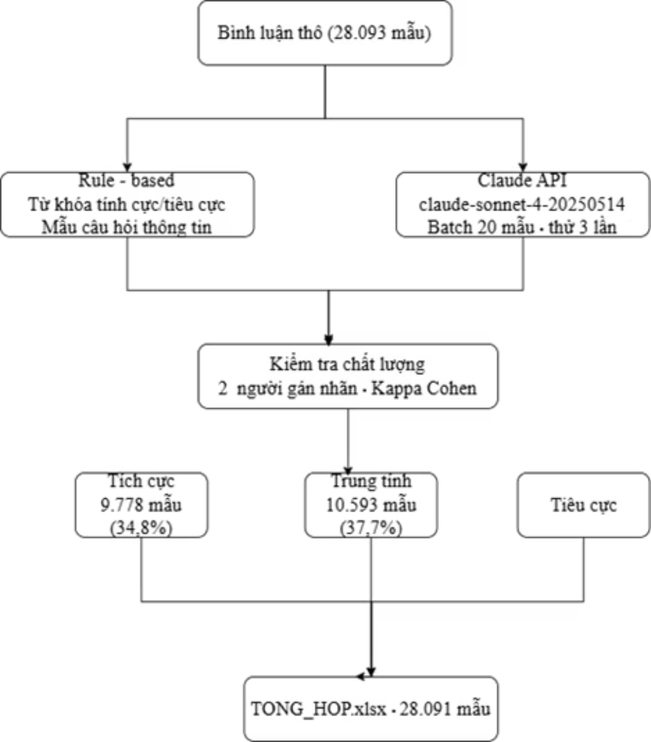 Bình luận thô (28.093 mẫu)
Rule - based
Từ khóa tính cực/tiêu cực
Mẫu câu hỏi thông tin
Claude API
claude-sonnet-4-20250514
Batch 20 mẫu - thử 3 lần
Kiểm tra chất lượng
2 người gán nhãn - Kappa Cohen
Tích cực
9.778 mẫu
(34,8%)
Trung tính
10.593 mẫu
(37,7%)
Tiêu cực
TONG_HOP.xlsx - 28.091 mẫu